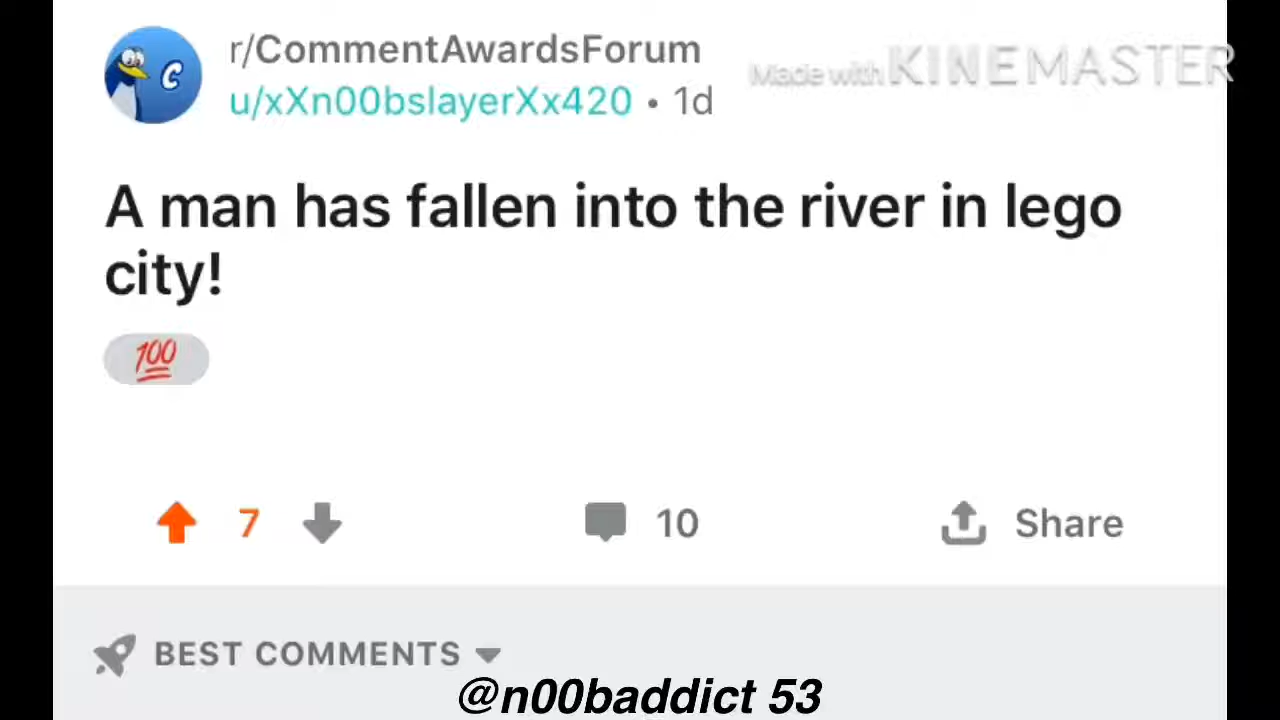 r/CommentAwardsForum
u/xXn00bslayerXx420 • 1d
Made with KINEMASTER
C
A man has fallen into the river in lego
city!
💯
7
10
Share
BEST COMMENTS
@n00baddict 53